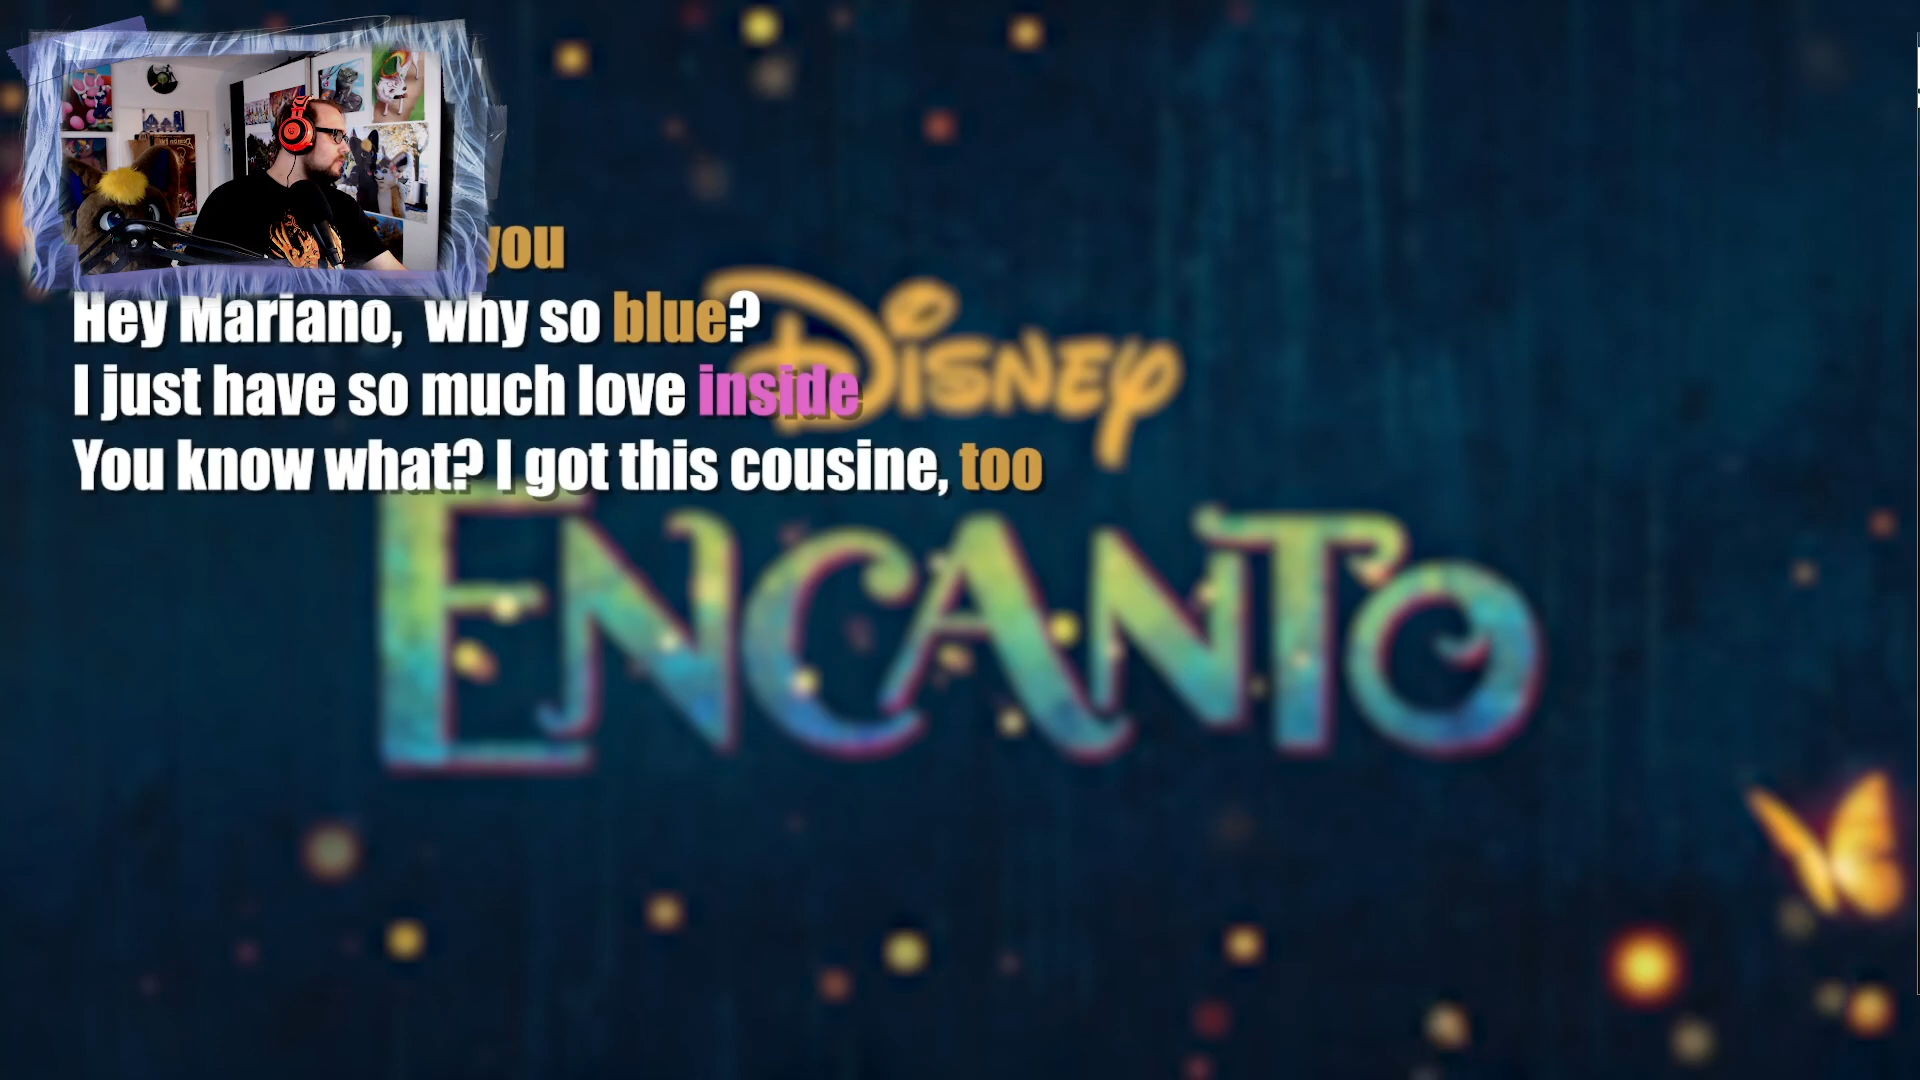 you
Hey Mariano,  why so blue?
I just have so much love inside
You know what? I got this cousine, too
Disney
ENCANTO